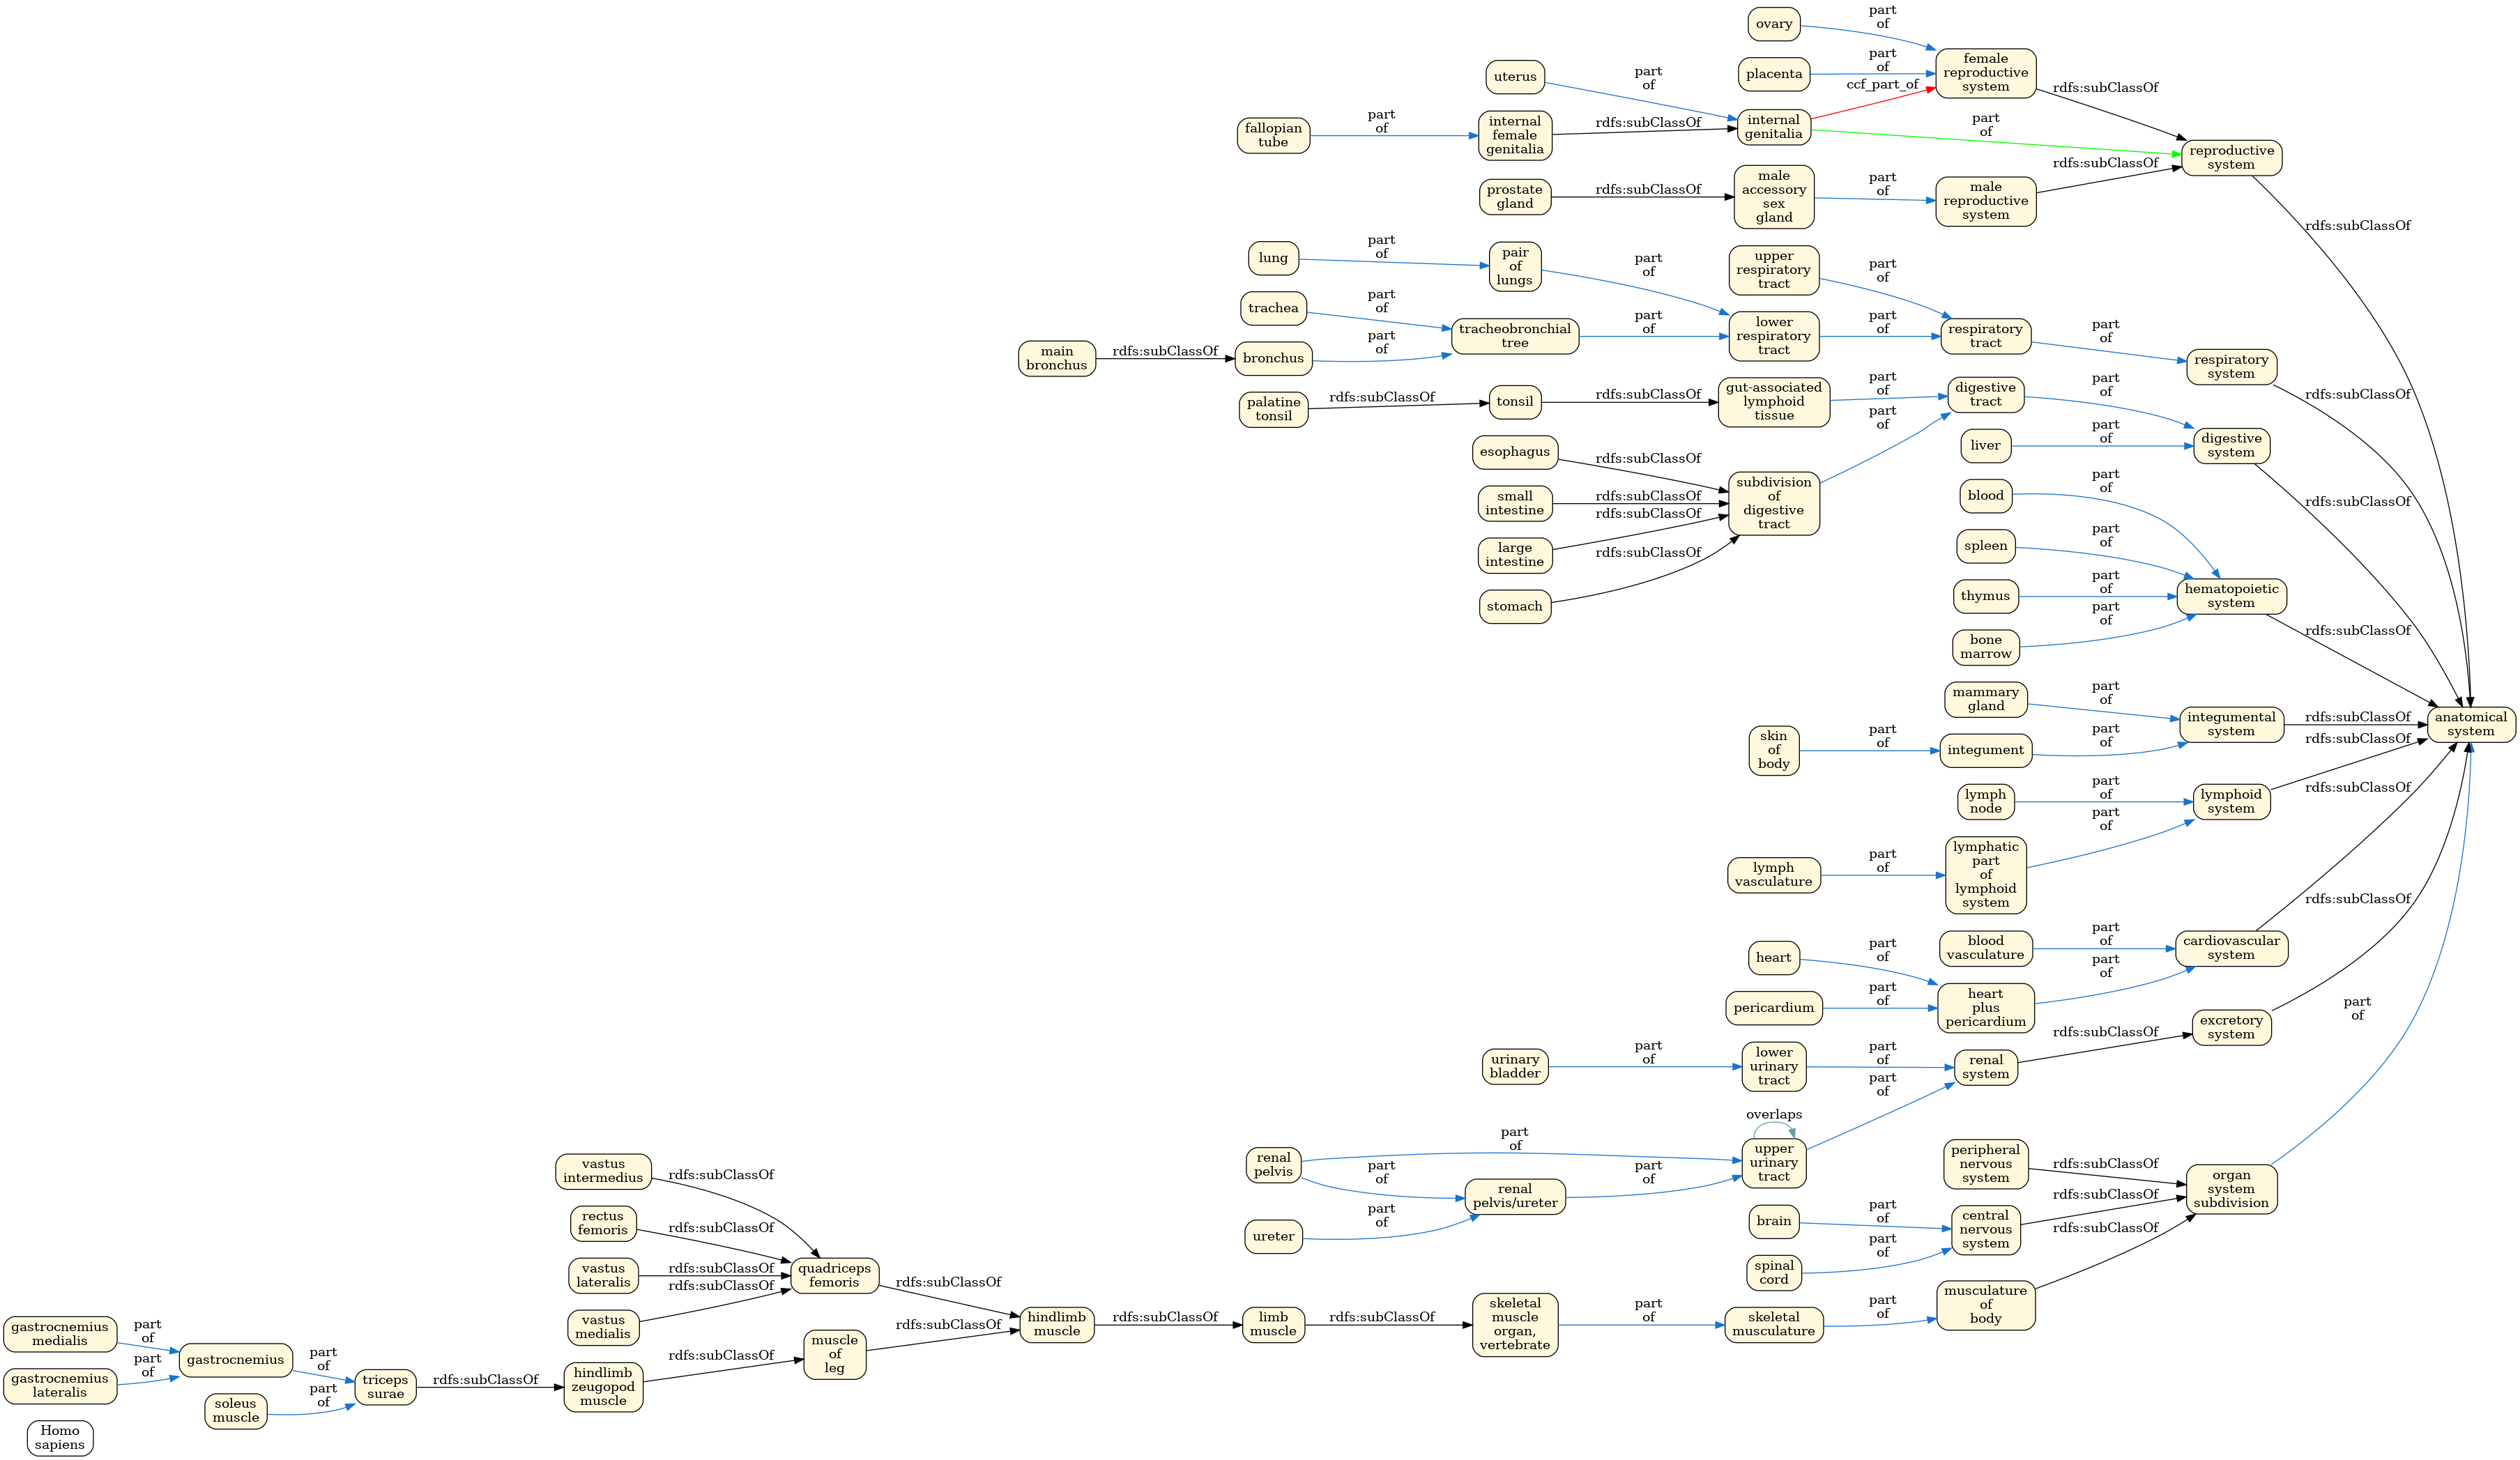 ovary
part
of
female
reproductive
system
placenta
part
of
ccf_part_of
rdfs:subClassOf
uterus
part
of
fallopian
tube
part
of
internal
female
genitalia
rdfs:subClassOf
internal
genitalia
part
of
reproductive
system
prostate
gland
rdfs:subClassOf
male
accessory
sex
gland
part
of
male
reproductive
system
rdfs:subClassOf
rdfs:subClassOf
lung
part
of
pair
of
lungs
part
of
upper
respiratory
tract
part
of
trachea
part
of
tracheobronchial
tree
part
of
lower
respiratory
tract
part
of
respiratory
tract
part
of
respiratory
system
rdfs:subClassOf
main
bronchus
rdfs:subClassOf
bronchus
part
of
palatine
tonsil
rdfs:subClassOf
tonsil
rdfs:subClassOf
gut-associated
lymphoid
tissue
part
of
digestive
tract
part
of
digestive
system
rdfs:subClassOf
liver
part
of
esophagus
rdfs:subClassOf
small
intestine
rdfs:subClassOf
large
intestine
rdfs:subClassOf
stomach
rdfs:subClassOf
subdivision
of
digestive
tract
part
of
blood
part
of
spleen
part
of
thymus
part
of
bone
marrow
part
of
hematopoietic
system
rdfs:subClassOf
mammary
gland
part
of
integumental
system
rdfs:subClassOf
anatomical
system
skin
of
body
part
of
integument
part
of
lymph
node
part
of
lymphoid
system
rdfs:subClassOf
lymph
vasculature
part
of
lymphatic
part
of
lymphoid
system
part
of
blood
vasculature
part
of
cardiovascular
system
rdfs:subClassOf
heart
part
of
pericardium
part
of
heart
plus
pericardium
part
of
excretory
system
rdfs:subClassOf
urinary
bladder
part
of
lower
urinary
tract
part
of
renal
system
rdfs:subClassOf
overlaps
renal
pelvis
part
of
part
of
renal
pelvis/ureter
part
of
upper
urinary
tract
part
of
ureter
part
of
peripheral
nervous
system
rdfs:subClassOf
organ
system
subdivision
part
of
brain
part
of
central
nervous
system
rdfs:subClassOf
spinal
cord
part
of
musculature
of
body
rdfs:subClassOf
vastus
intermedius
rdfs:subClassOf
rectus
femoris
rdfs:subClassOf
vastus
lateralis
rdfs:subClassOf
vastus
medialis
rdfs:subClassOf
quadriceps
femoris
rdfs:subClassOf
hindlimb
muscle
rdfs:subClassOf
limb
muscle
rdfs:subClassOf
skeletal
muscle
organ,
vertebrate
part
of
skeletal
musculature
part
of
gastrocnemius
medialis
part
of
gastrocnemius
lateralis
part
of
gastrocnemius
part
of
soleus
muscle
part
of
triceps
surae
rdfs:subClassOf
hindlimb
zeugopod
muscle
rdfs:subClassOf
muscle
of
leg
rdfs:subClassOf
Homo
sapiens